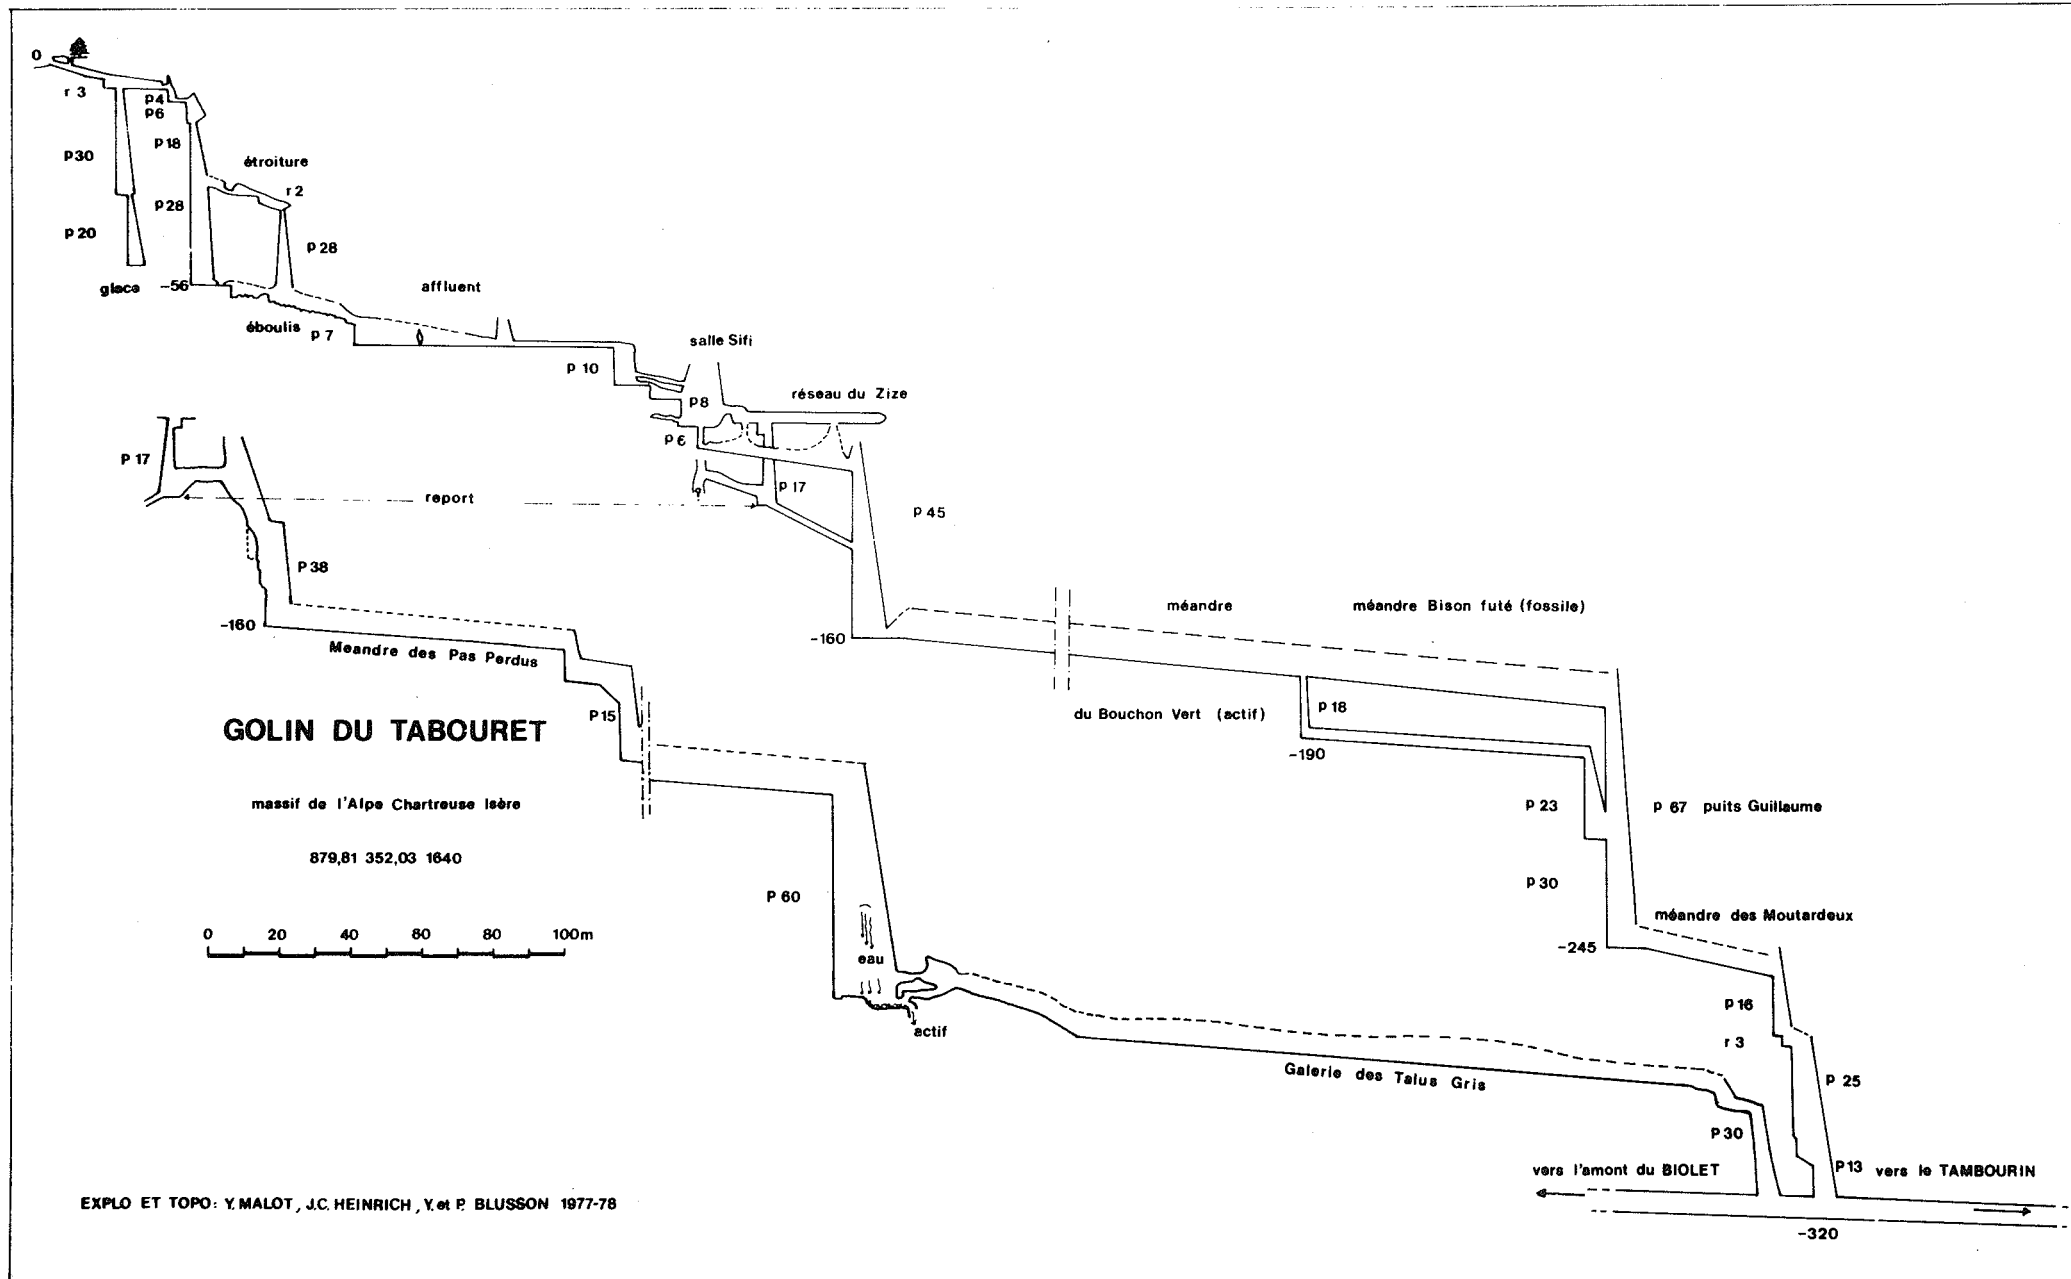 0
r 3
P4
P6
P30
P18
étroiture
r 2
P28
P 20
P28
glace
-56
affluent
éboulis
P 7
salle Sifi
P 10
réseau du Zize
P8
P 6
P 17
P 17
report
P 45
P 38
-160
-160
méandre
méandre Bison futé (fossile)
Meandre des Pas Perdus
P15
du Bouchon Vert (actif)
P 18
-190
GOLIN DU TABOURET
massif de l'Alpe Chartreuse Isère
879,81 352,03 1640
P 23
P 67 puits Guillaume
P 60
P 30
méandre des Moutardeux
0 20 40 60 80 100m
-245
eau
P 16
actif
r 3
Galerie des Talus Gris
P 25
P 30
vers l'amont du BIOLET
P13
vers le TAMBOURIN
EXPLO ET TOPO: Y. MALOT, J.C. HEINRICH, Y. et P. BLUSSON 1977-78
-320